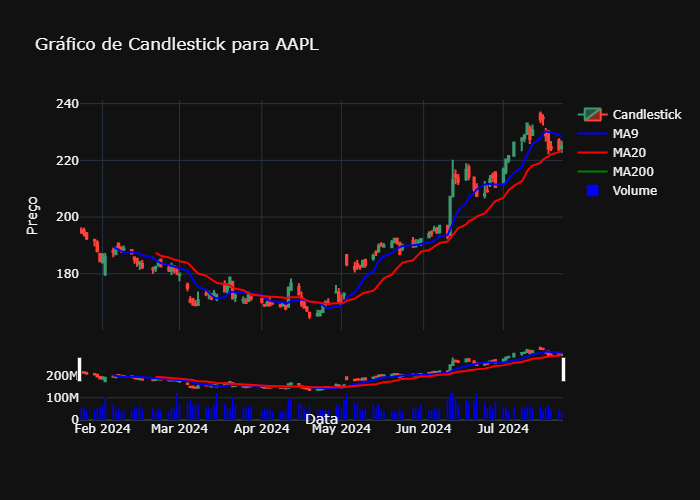 Gráfico de Candlestick para AAPL
240
220
200
180
Preço
Candlestick
MA9
MA20
MA200
Volume
200M
100M
0
Data
Feb 2024
Mar 2024
Apr 2024
May 2024
Jun 2024
Jul 2024